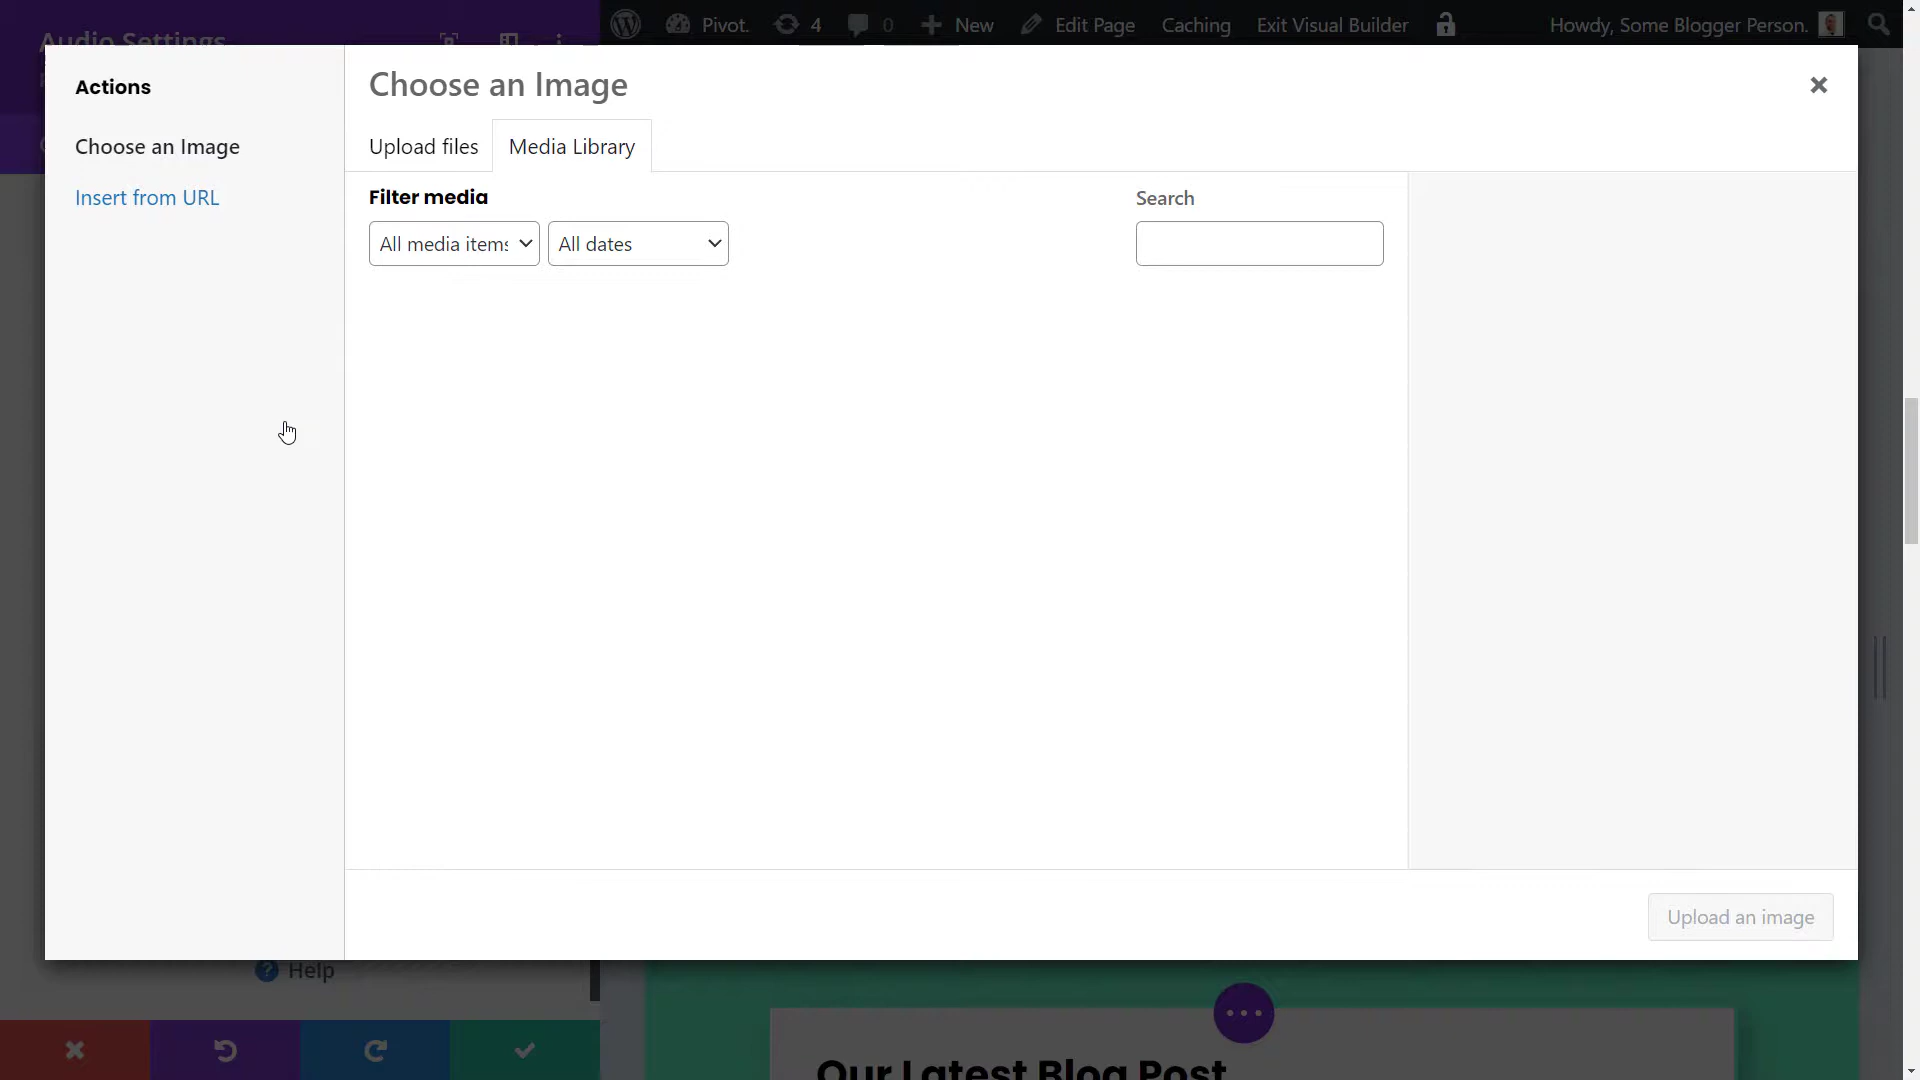 Audio Settings
Pivot.
4
0
New
Edit Page
Caching
Exit Visual Builder
Howdy, Some Blogger Person.
Actions
Choose an Image
Insert from URL
Choose an Image
Upload files
Media Library
Filter media
Search
All media items
All dates
Upload an image
Help
Our Latest Blog Post